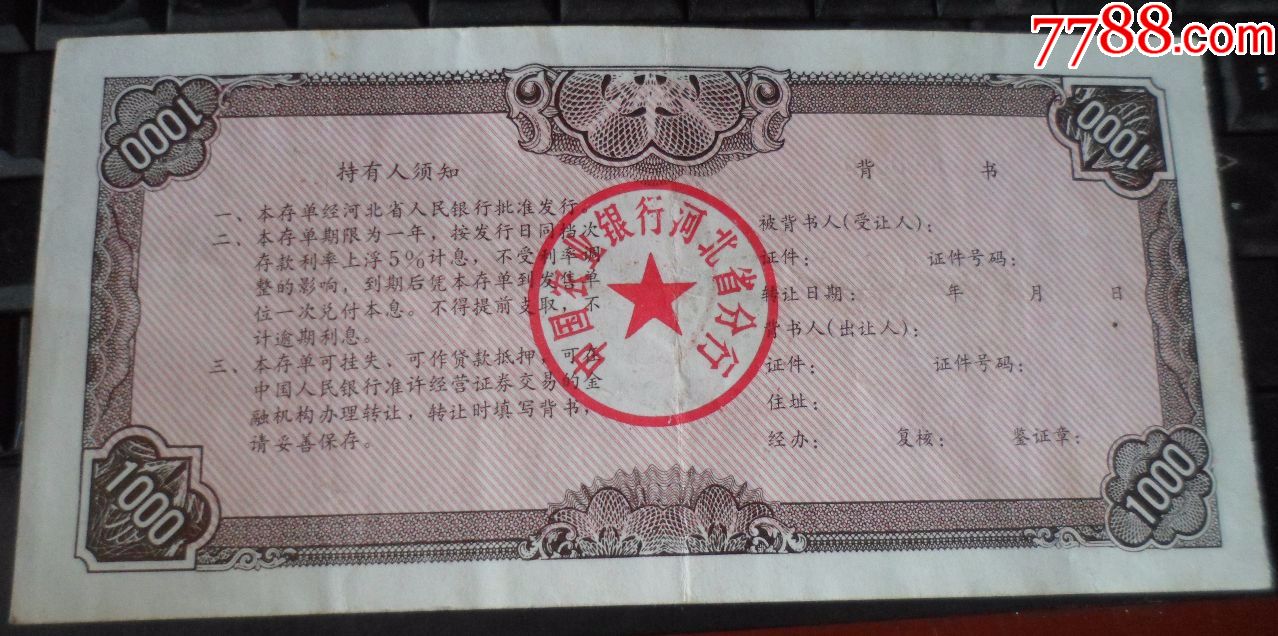 7788.com
1000
1000
持有人须知
一、本存单经河北省人民银行批准发行。
二、本存单期限为一年，按发行日同档次
存款利率上浮5%计息，不受利率调
整的影响，到期后凭本存单到发售单
位一次兑付本息。不得提前支取，不
计逾期利息。
三、本存单可挂失、可作贷款抵押，可在
中国人民银行准许经营证券交易的金
融机构办理转让，转让时填写背书，
请妥善保存。
中国农业银行河北省分行
背 书
被背书人(受让人)：
证件： 证件号码：
转让日期： 年 月 日
背书人(出让人)：
证件： 证件号码：
住址：
经办： 复核： 鉴证章：
1000
1000